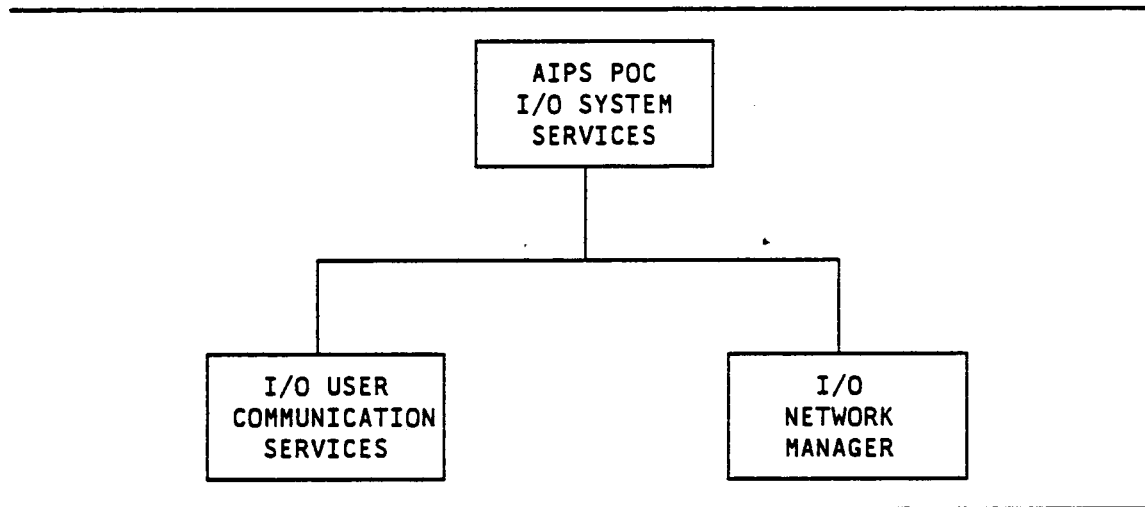 AIPS POC
I/O SYSTEM
SERVICES
I/O USER
COMMUNICATION
SERVICES
I/O
NETWORK
MANAGER